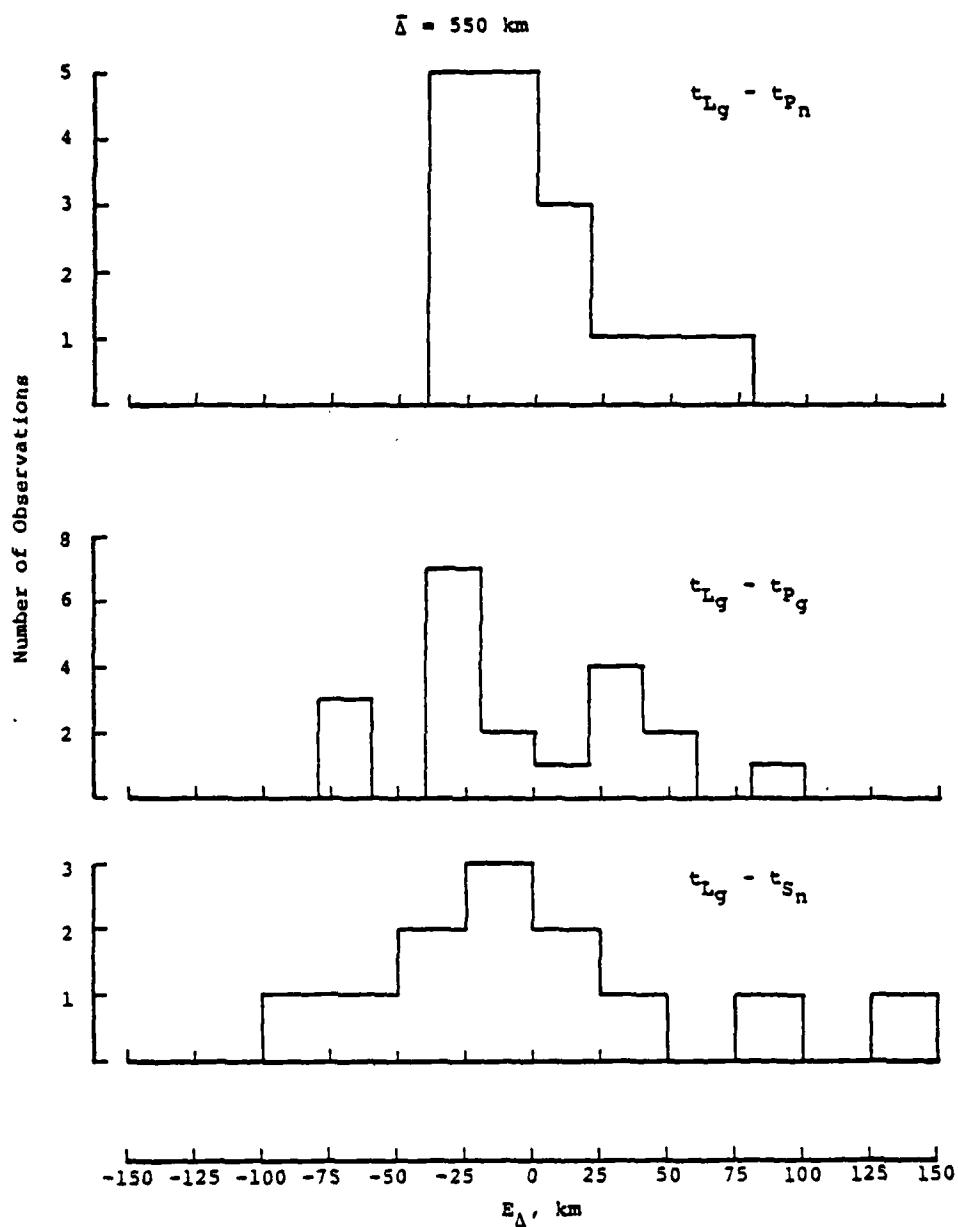 Δ̄ = 550 km
5
4
3
2
1
t_Lg - t_Pn
Number of Observations
8
6
4
2
t_Lg - t_Pg
3
2
1
t_Lg - t_Sn
-150 -125 -100 -75 -50 -25 0 25 50 75 100 125 150
E_Δ, km